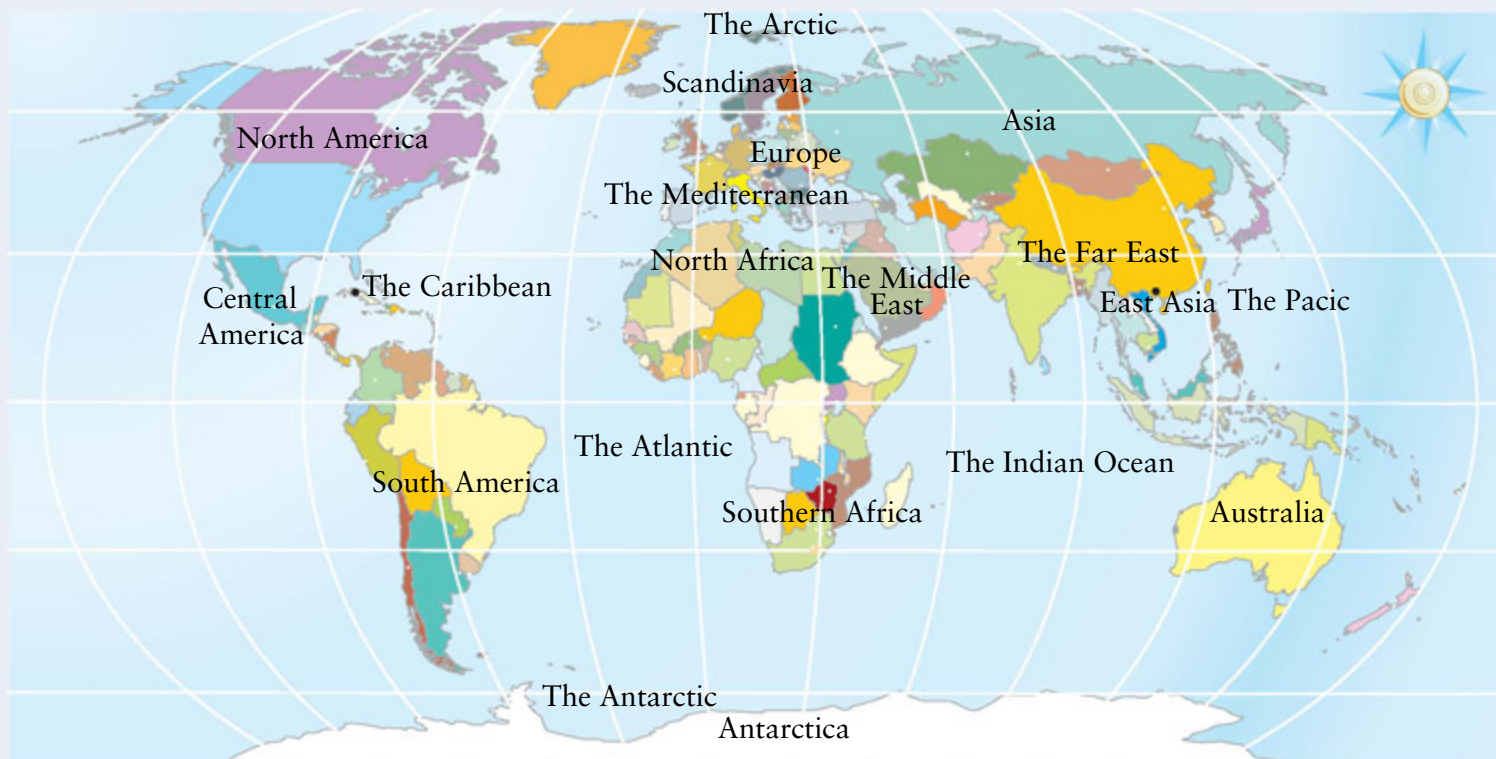 The Arctic
Scandinavia
North America
Asia
Europe
The Mediterranean
North Africa
The Far East
The Middle
East
The Caribbean
Central
America
East Asia
The Pacic
The Atlantic
The Indian Ocean
South America
Southern Africa
Australia
The Antarctic
Antarctica